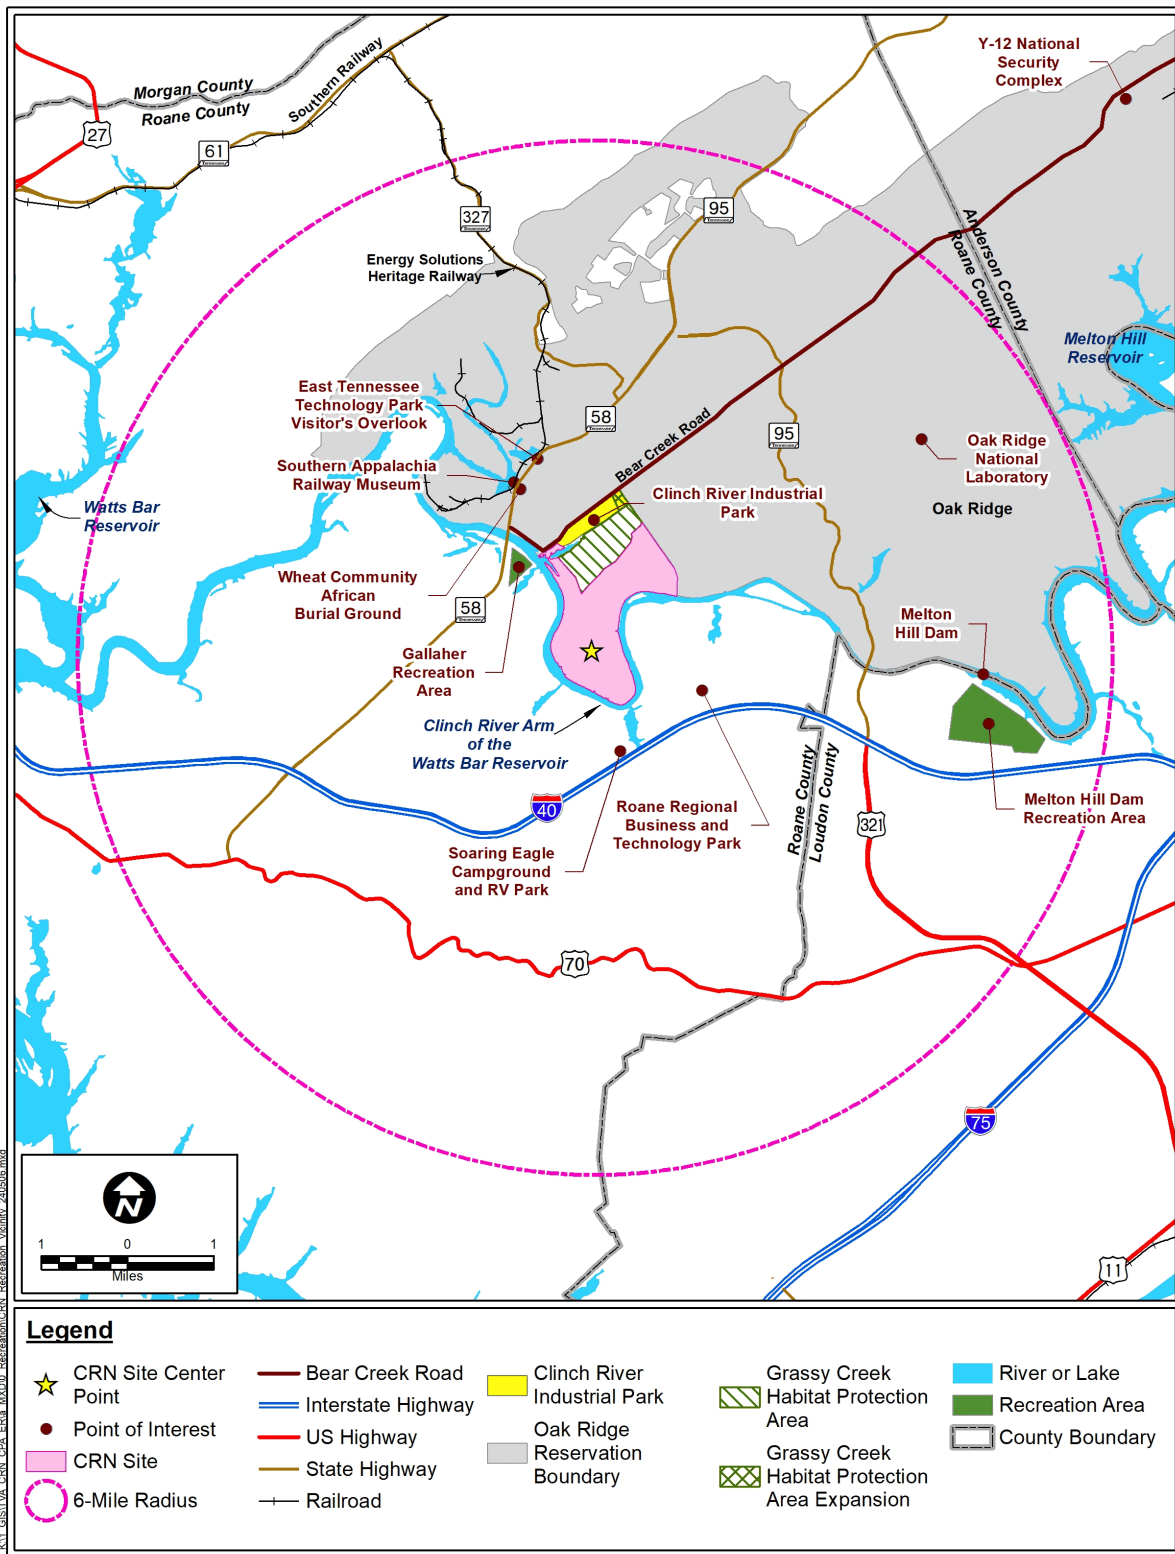 Y-12 National
Security
Complex
Morgan County
Roane County
Southern Railway
27
61
Tennessee
327
95
Tennessee
Energy Solutions
Heritage Railway
Anderson County
Roane County
Melton Hill
Reservoir
East Tennessee
Technology Park
Visitor's Overlook
58
Tennessee
Bear Creek Road
95
Tennessee
Oak Ridge
National
Laboratory
Southern Appalachia
Railway Museum
Clinch River Industrial
Park
Oak Ridge
Watts Bar
Reservoir
Wheat Community
African
Burial Ground
58
Tennessee
Melton
Hill Dam
Gallaher
Recreation
Area
Clinch River Arm
of the
Watts Bar Reservoir
Roane County
Loudon County
40
321
Roane Regional
Business and
Technology Park
Melton Hill Dam
Recreation Area
Soaring Eagle
Campground
and RV Park
70
75
11
N
1 0 1
Miles
Legend
CRN Site Center
Point
Point of Interest
CRN Site
6-Mile Radius
Bear Creek Road
Interstate Highway
US Highway
State Highway
Railroad
Clinch River
Industrial Park
Oak Ridge
Reservation
Boundary
Grassy Creek
Habitat Protection
Area
Grassy Creek
Habitat Protection
Area Expansion
River or Lake
Recreation Area
County Boundary